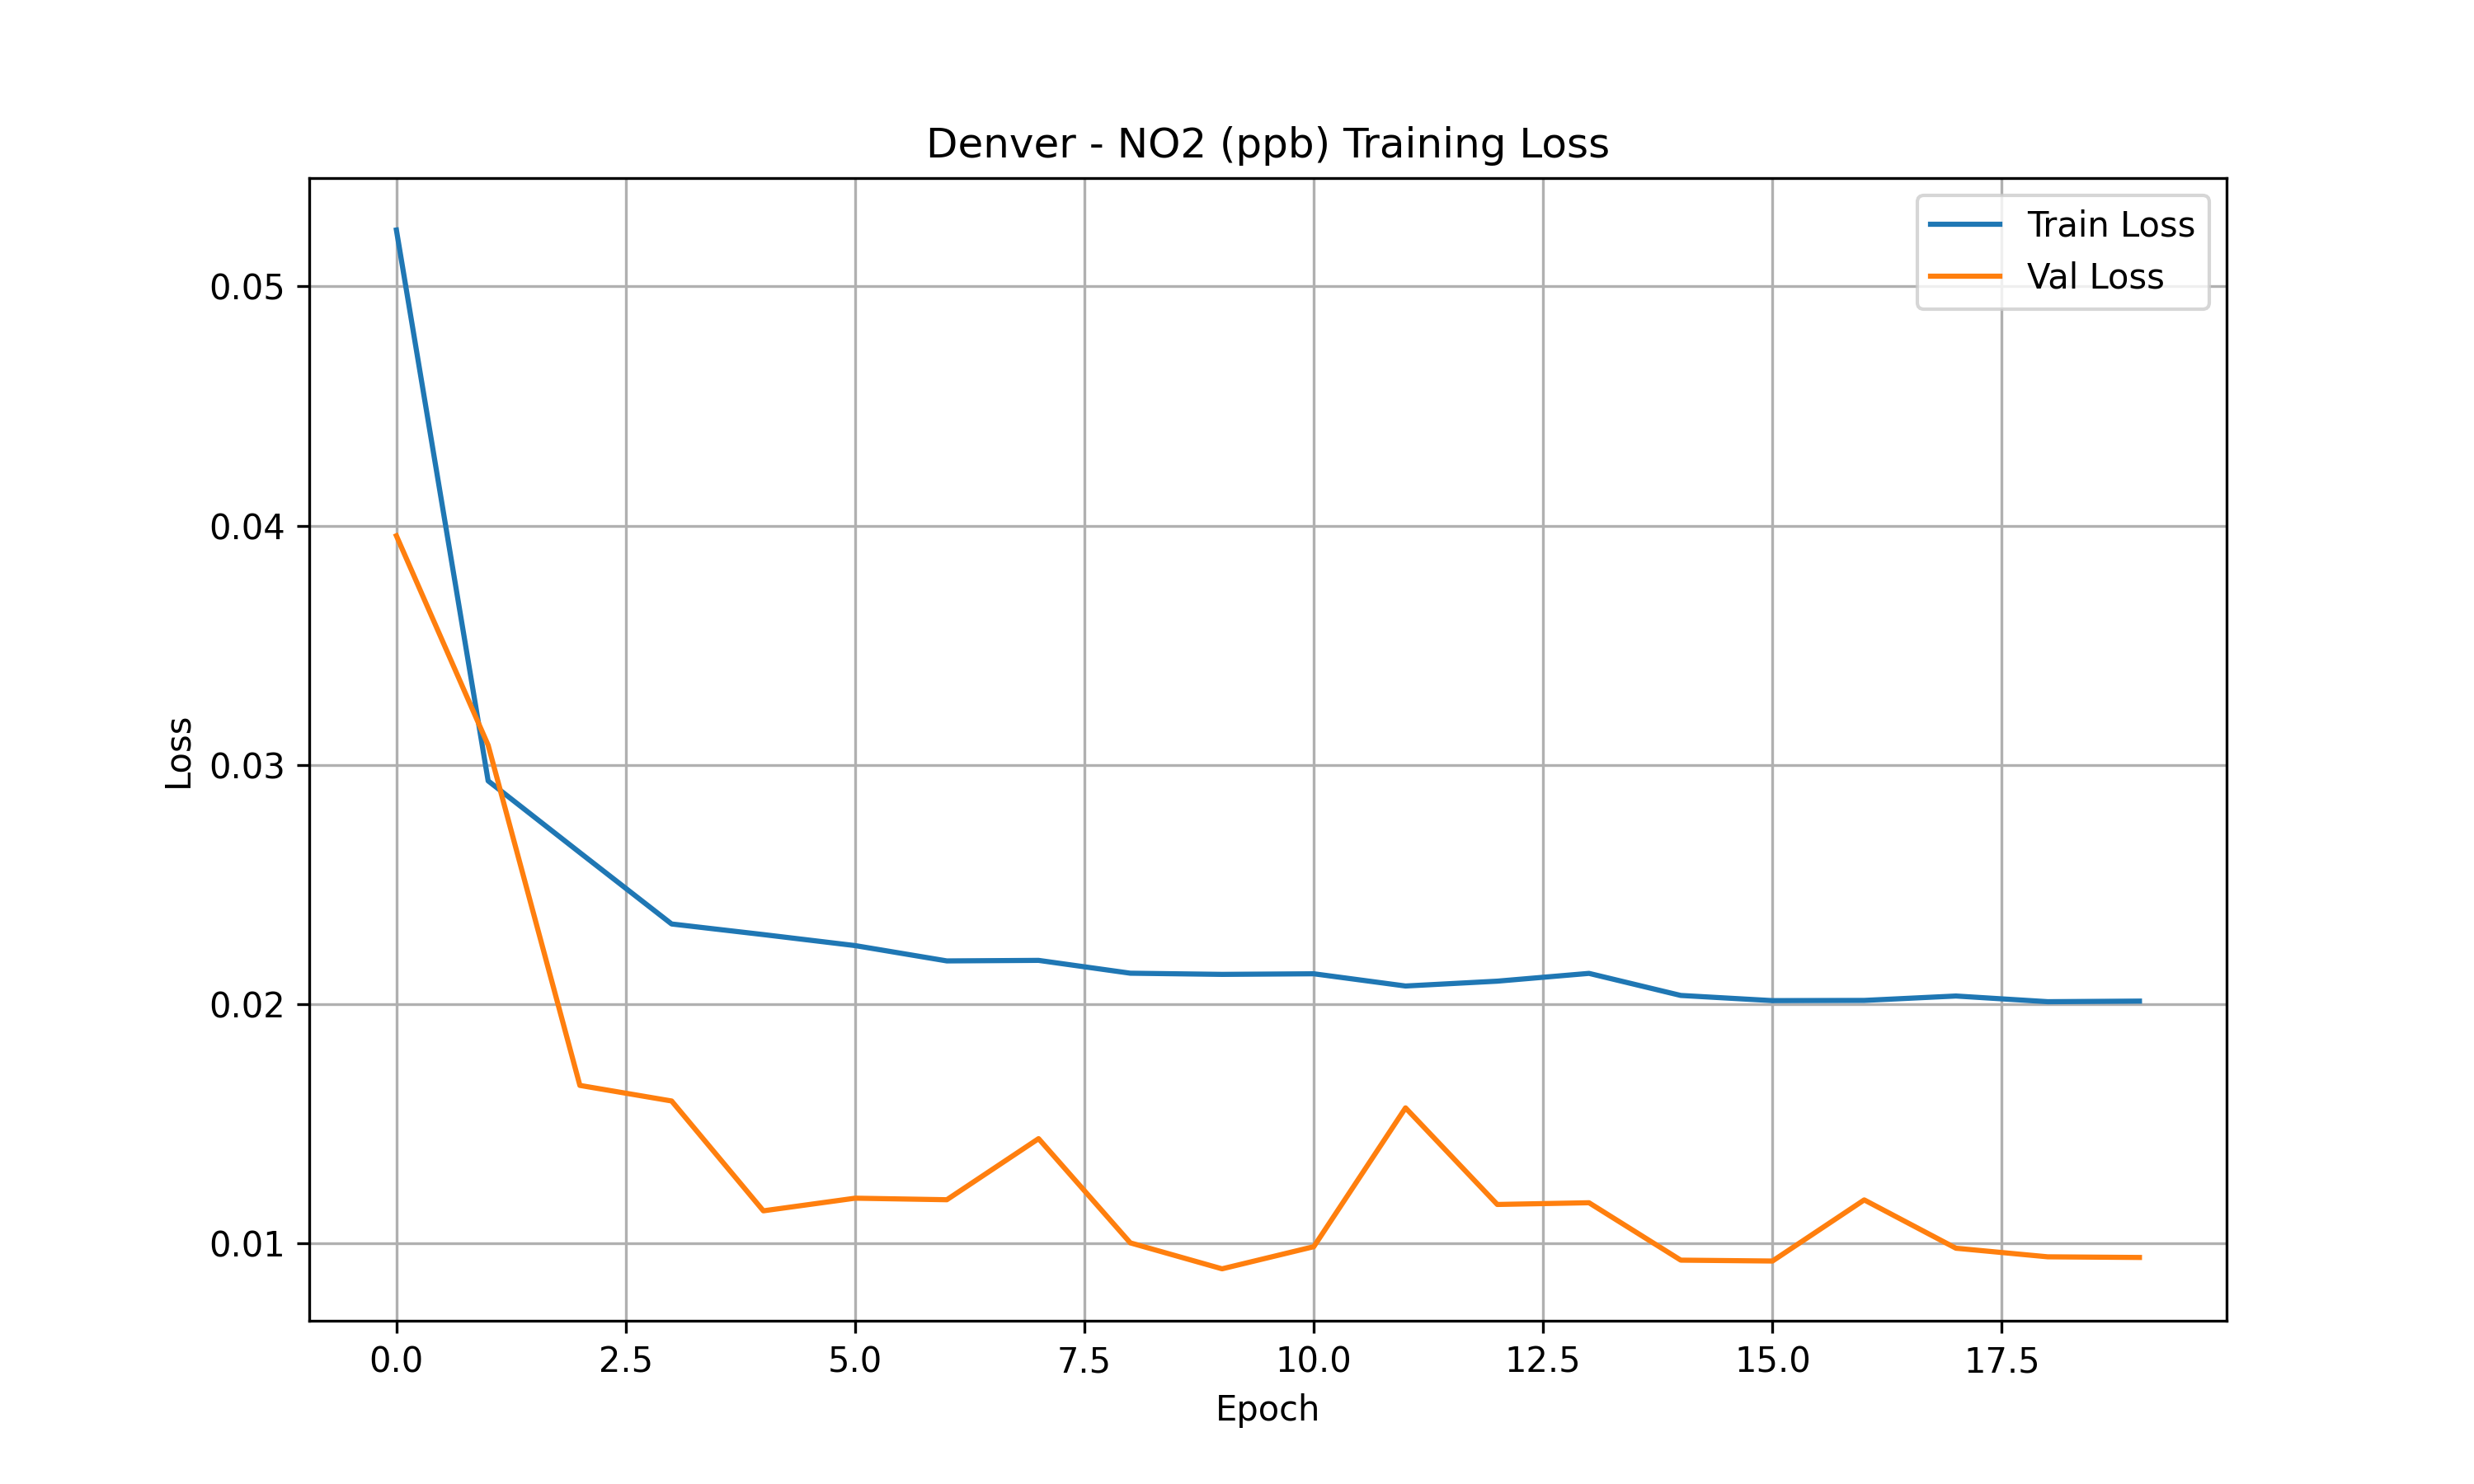 Denver - NO2 (ppb) Training Loss
Train Loss
Val Loss
0.05
0.04
0.03
0.02
0.01
Loss
0.0 2.5 5.0 7.5 10.0 12.5 15.0 17.5
Epoch